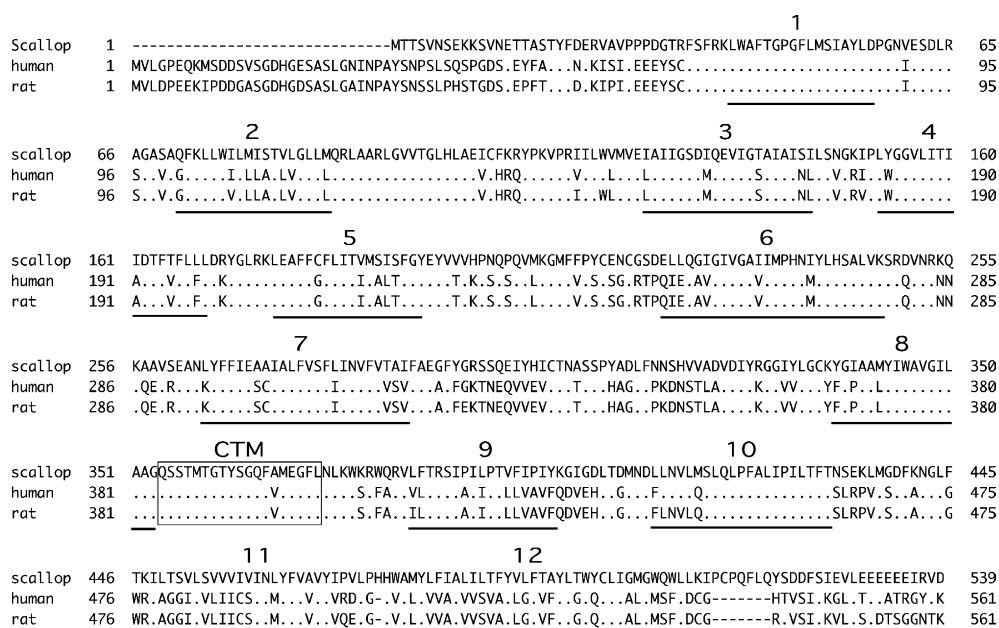 1
Scallop 1 ------------------------------MTTSVNSEKKSVNETTASTYFDERVAVPPPDGTRFSFRKLWAFTGPGFLMSIAYLDPGNVESDLR 65
human 1 MVLGPEQKMSDDSVSGDHGESASLGNINPAYSNPSLSQSPGDS.EYFA...D.KISI.EEEYSC.........................I..... 95
rat 1 MVLDPEEKIPDDGASGDHGDSASLGAINPAYSNSSLPHSTGDS.EPFT...D.KIPI.EEEYSC.........................I..... 95
2 3 4
scallop 66 AGASAQFKLLWILMISTVLGLLMQRLAARLGVVTGLHLAEICFKRYPKVPRIILWVMVEIAIIGSDIQEVIGTAIAISILSNGKIPLYGGVLITI 160
human 96 S..V.G.....I.LLA.LV...L.................V.HRQ......V...L....L......M.....S....NL...V.RI..W...... 190
rat 96 S..V.G.....V.LLA.LV...L.................V.HRQ......I..WL....L......M.....S....NL...V.RV..W...... 190
5 6
scallop 161 IDTFTFLLLDRYGLRKLEAFFCFLITVMSISFGYEYVVVHPNQPQVMKGMFFPYCENCGSDELLQGIGIVGAIIMPHNIYLHSALVKSRDVNRKQ 255
human 191 A...V..F..K..........G....I.ALT.......T.K.S..S...L.....V.S.SG.RTPQIE.AV.....V.....M..........Q...NN 285
rat 191 A...V..F..K..........G....I.ALT.......T.K.S..S...L.....V.S.SG.RTPQIE.AV.....V.....M..........Q...NN 285
7 8
scallop 256 KAAVSEANLYFFIEAAIALFVSFLINVFVTAIFAEGFYGRSSQEIYHICTNASSPYADLFNNSHVVADVDIYRGGIYLGCKYGIAAMYIWAVGIL 350
human 286 .QE.R...K.....SC.......I.....VSV...A.FGKTNEQVVEV...T...HAG..PKDNSTLA....K..VV...YF.P..L........ 380
rat 286 .QE.R...K.....SC.......I.....VSV...A.FEKTNEQVVEV...T...HAG..PKDNSTLA....K..VV...YF.P..L........ 380
CTM 9 10
scallop 351 AAGQSSTMTGTYSGQFAMEGFLNLKWKRWQRVLFTRSIPILPTVFIPIYKGIGDLTDMNDLLNVLMSLQLPFALIPILTFTNSEKLMGDFKNGLF 445
human 381 ................V.........S.FA..VL....A.I..LLVAVFQDVEH..G...F....Q...............SLRPV.S..A...G 475
rat 381 ................V.........S.FA..IL....A.I..LLVAVFQDVEH..G...FLNVLQ...............SLRPV.S..A...G 475
11 12
scallop 446 TKILTSVLSVVVIVINLYFVAVYIPVLPHHWAMYLFIALILTFYVLFTAYLTWYCLIGMGWQWLLKIPCPQFLQYSDDFSIEVLEEEEEEEIRVD 539
human 476 WR.AGGI.VLIICS..M...V..VRD.G-.V.L..VVA.VVSVA.LG.VF..G.Q...AL.MSF.DCG-------HTVSI.KGL.T..ATRGY.K 561
rat 476 WR.AGGI.VLIICS..M...V..VQE.G-.V.L..VVA.VVSVA.LG.VF..G.Q...AL.MSF.DCG-------R.VSI.KVL.S.DTSGGNTK 561